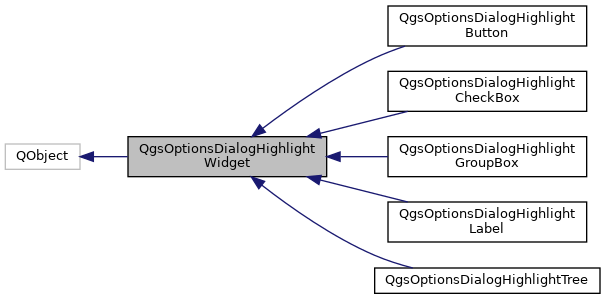 QgsOptionsDialogHighlight
Button
QgsOptionsDialogHighlight
CheckBox
QObject
QgsOptionsDialogHighlight
Widget
QgsOptionsDialogHighlight
GroupBox
QgsOptionsDialogHighlight
Label
QgsOptionsDialogHighlightTree